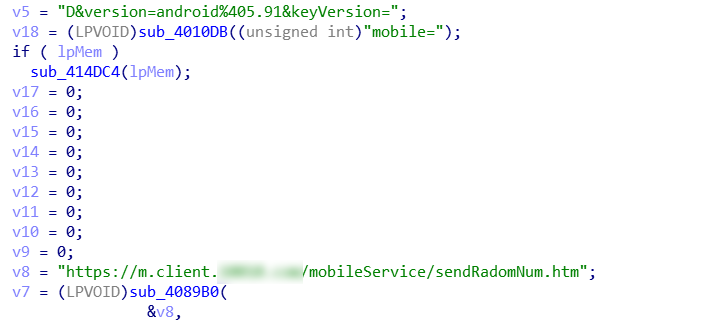 v5 = "D&version=android%405.91&keyVersion=";
v18 = (LPVOID)sub_4010DB((unsigned int)"mobile=");
if ( lpMem )
sub_414DC4(lpMem);
v17 = 0;
v16 = 0;
v15 = 0;
v14 = 0;
v13 = 0;
v12 = 0;
v11 = 0;
v10 = 0;
v9 = 0;
v8 = "https://m.client. /mobileService/sendRadomNum.htm";
v7 = (LPVOID)sub_4089B0(
&v8,